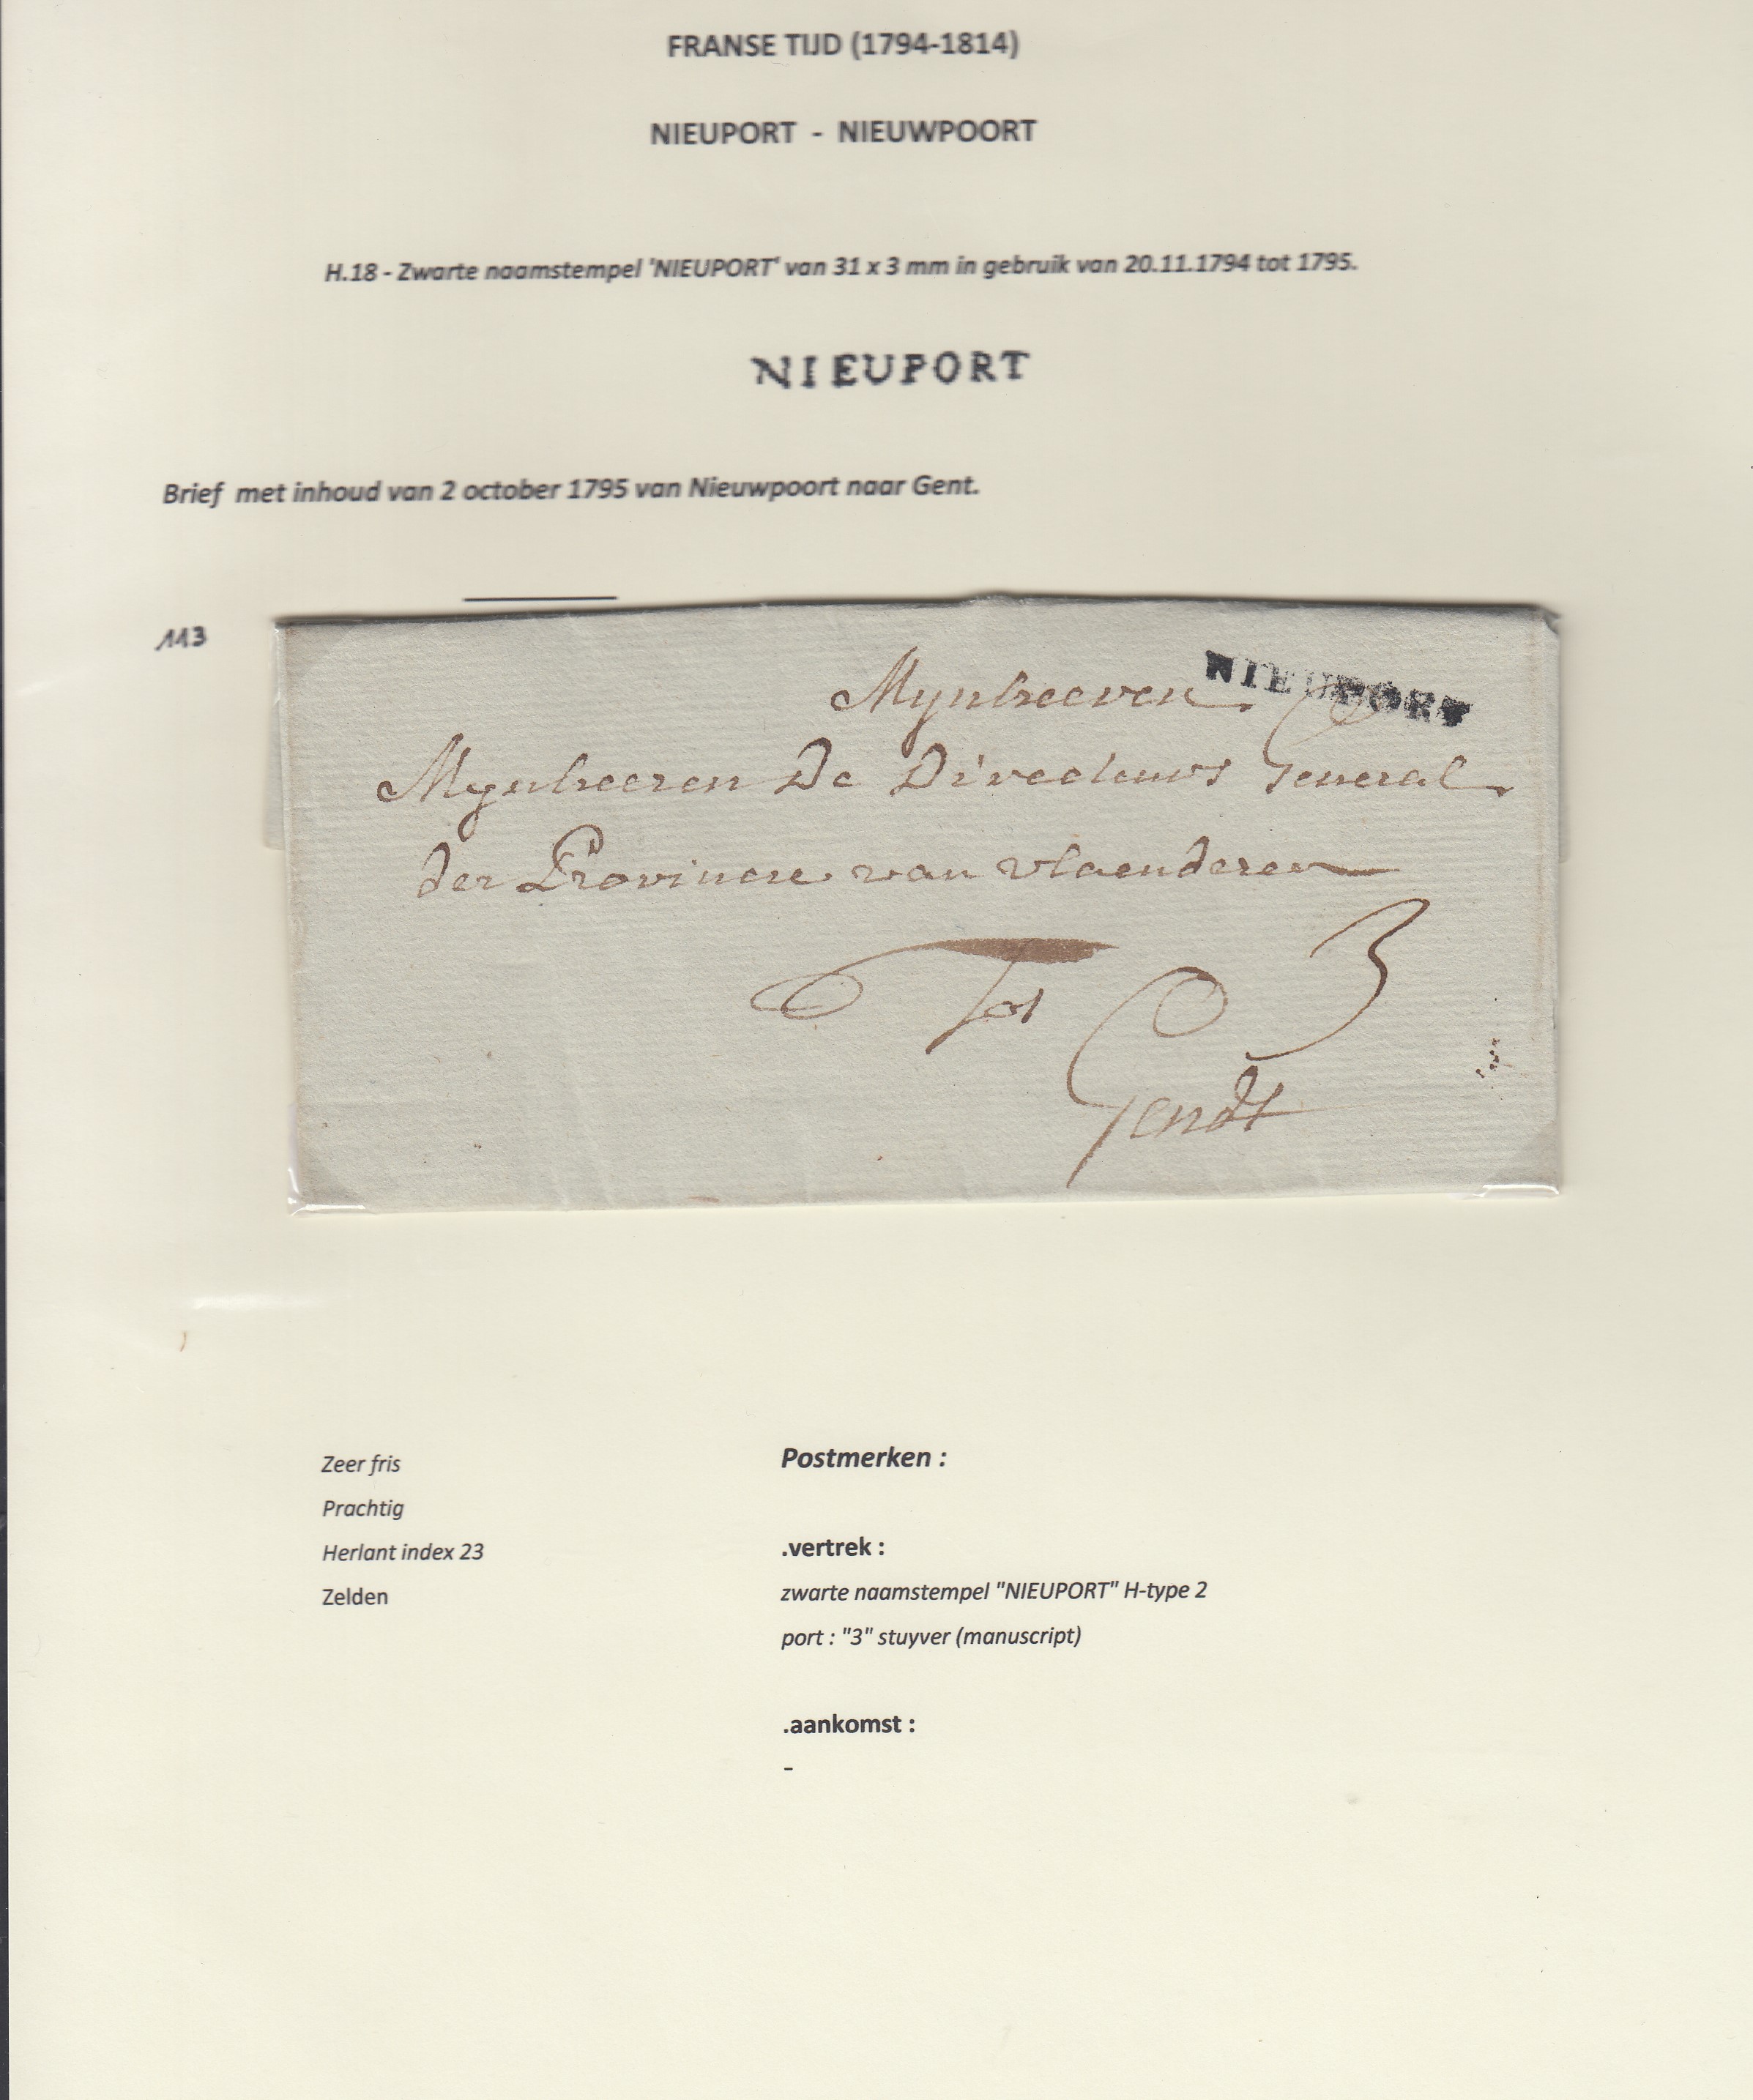 FRANSE TIJD (1794-1814)
NIEUPORT - NIEUWPOORT
H.18 - Zwarte naamstempel 'NIEUPORT' van 31 x 3 mm in gebruik van 20.11.1794 tot 1795.
NIEUPORT
Brief met inhoud van 2 october 1795 van Nieuwpoort naar Gent.
113
NIEUPORT
Mynheeren
Mynheeren De Directeurs General
der Provincie van vlaenderen
3
Tot
Gendt
Zeer fris
Prachtig
Herlant index 23
Zelden
Postmerken :
.vertrek :
zwarte naamstempel "NIEUPORT" H-type 2
port : "3" stuyver (manuscript)
.aankomst :
-